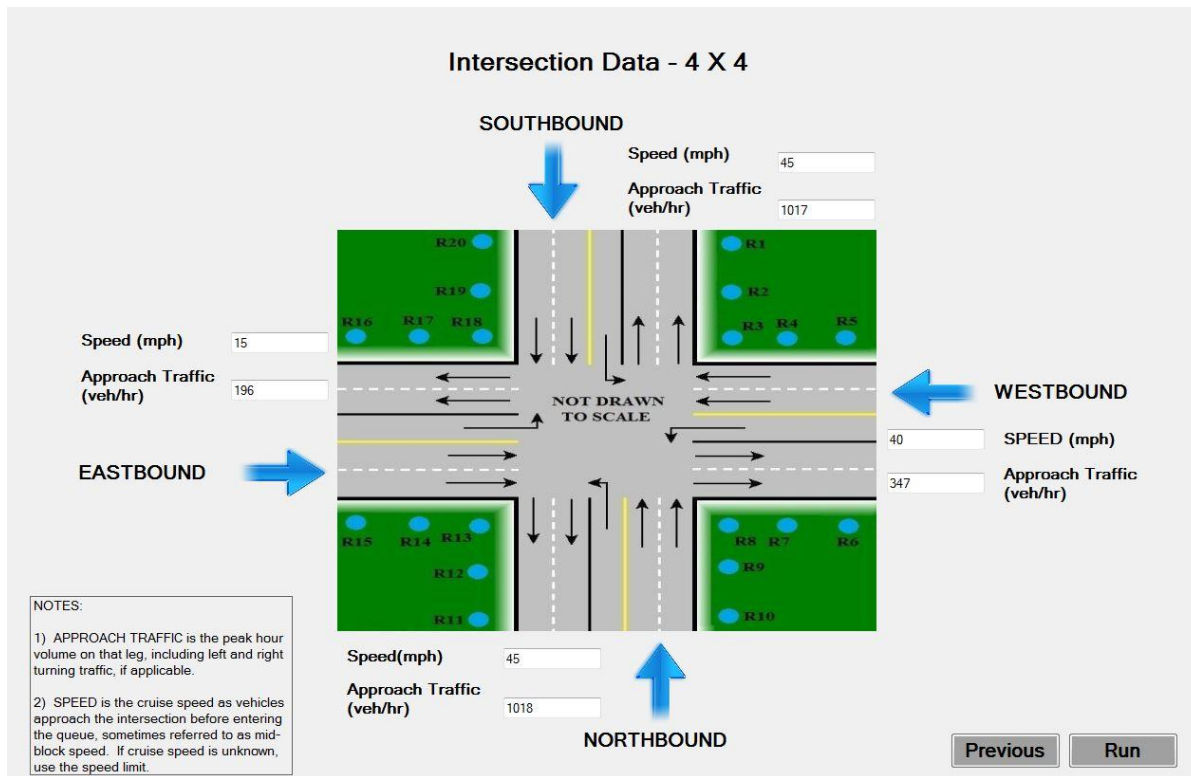 Intersection Data - 4 X 4
SOUTHBOUND
Speed (mph)
45
Approach Traffic
(veh/hr)
1017
R20
R1
R19
R2
R16
R17
R18
R3
R4
R5
Speed (mph)
15
Approach Traffic
(veh/hr)
196
NOT DRAWN
TO SCALE
WESTBOUND
40
SPEED (mph)
EASTBOUND
347
Approach Traffic
(veh/hr)
R15
R14
R13
R8
R7
R6
R12
R9
R11
R10
NOTES:
1) APPROACH TRAFFIC is the peak hour
volume on that leg, including left and right
turning traffic, if applicable.
2) SPEED is the cruise speed as vehicles
approach the intersection before entering
the queue, sometimes referred to as mid-
block speed. If cruise speed is unknown,
use the speed limit.
Speed(mph)
45
Approach Traffic
(veh/hr)
1018
NORTHBOUND
Previous
Run